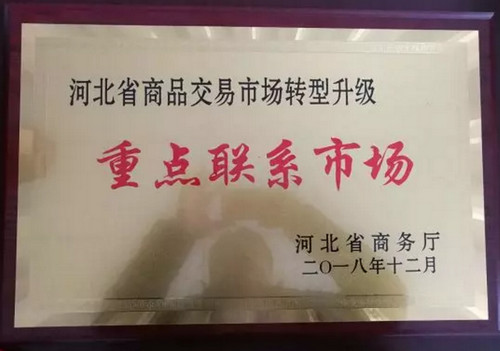 河北省商品交易市场转型升级
重点联系市场
河北省商务厅
二〇一八年十二月